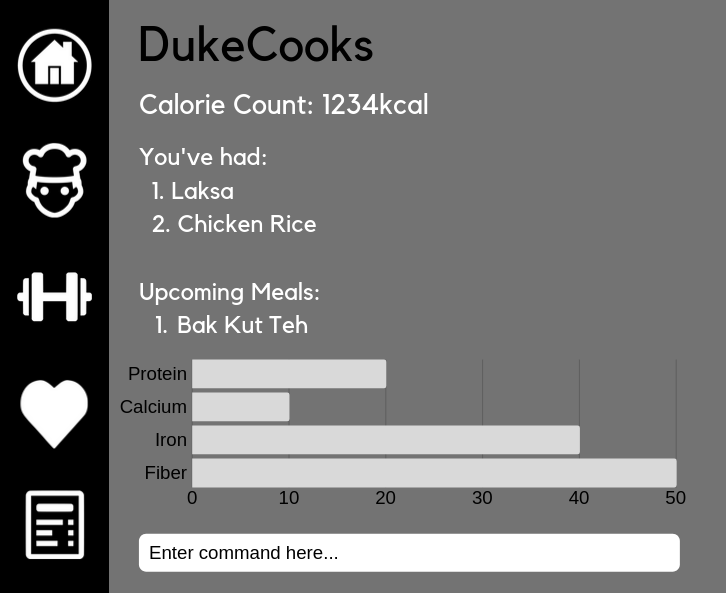 DukeCooks
Calorie Count: 1234kcal
You've had:
1. Laksa
2. Chicken Rice
Upcoming Meals:
1. Bak Kut Teh
Protein
Calcium
Iron
Fiber
0 10 20 30 40 50
Enter command here...